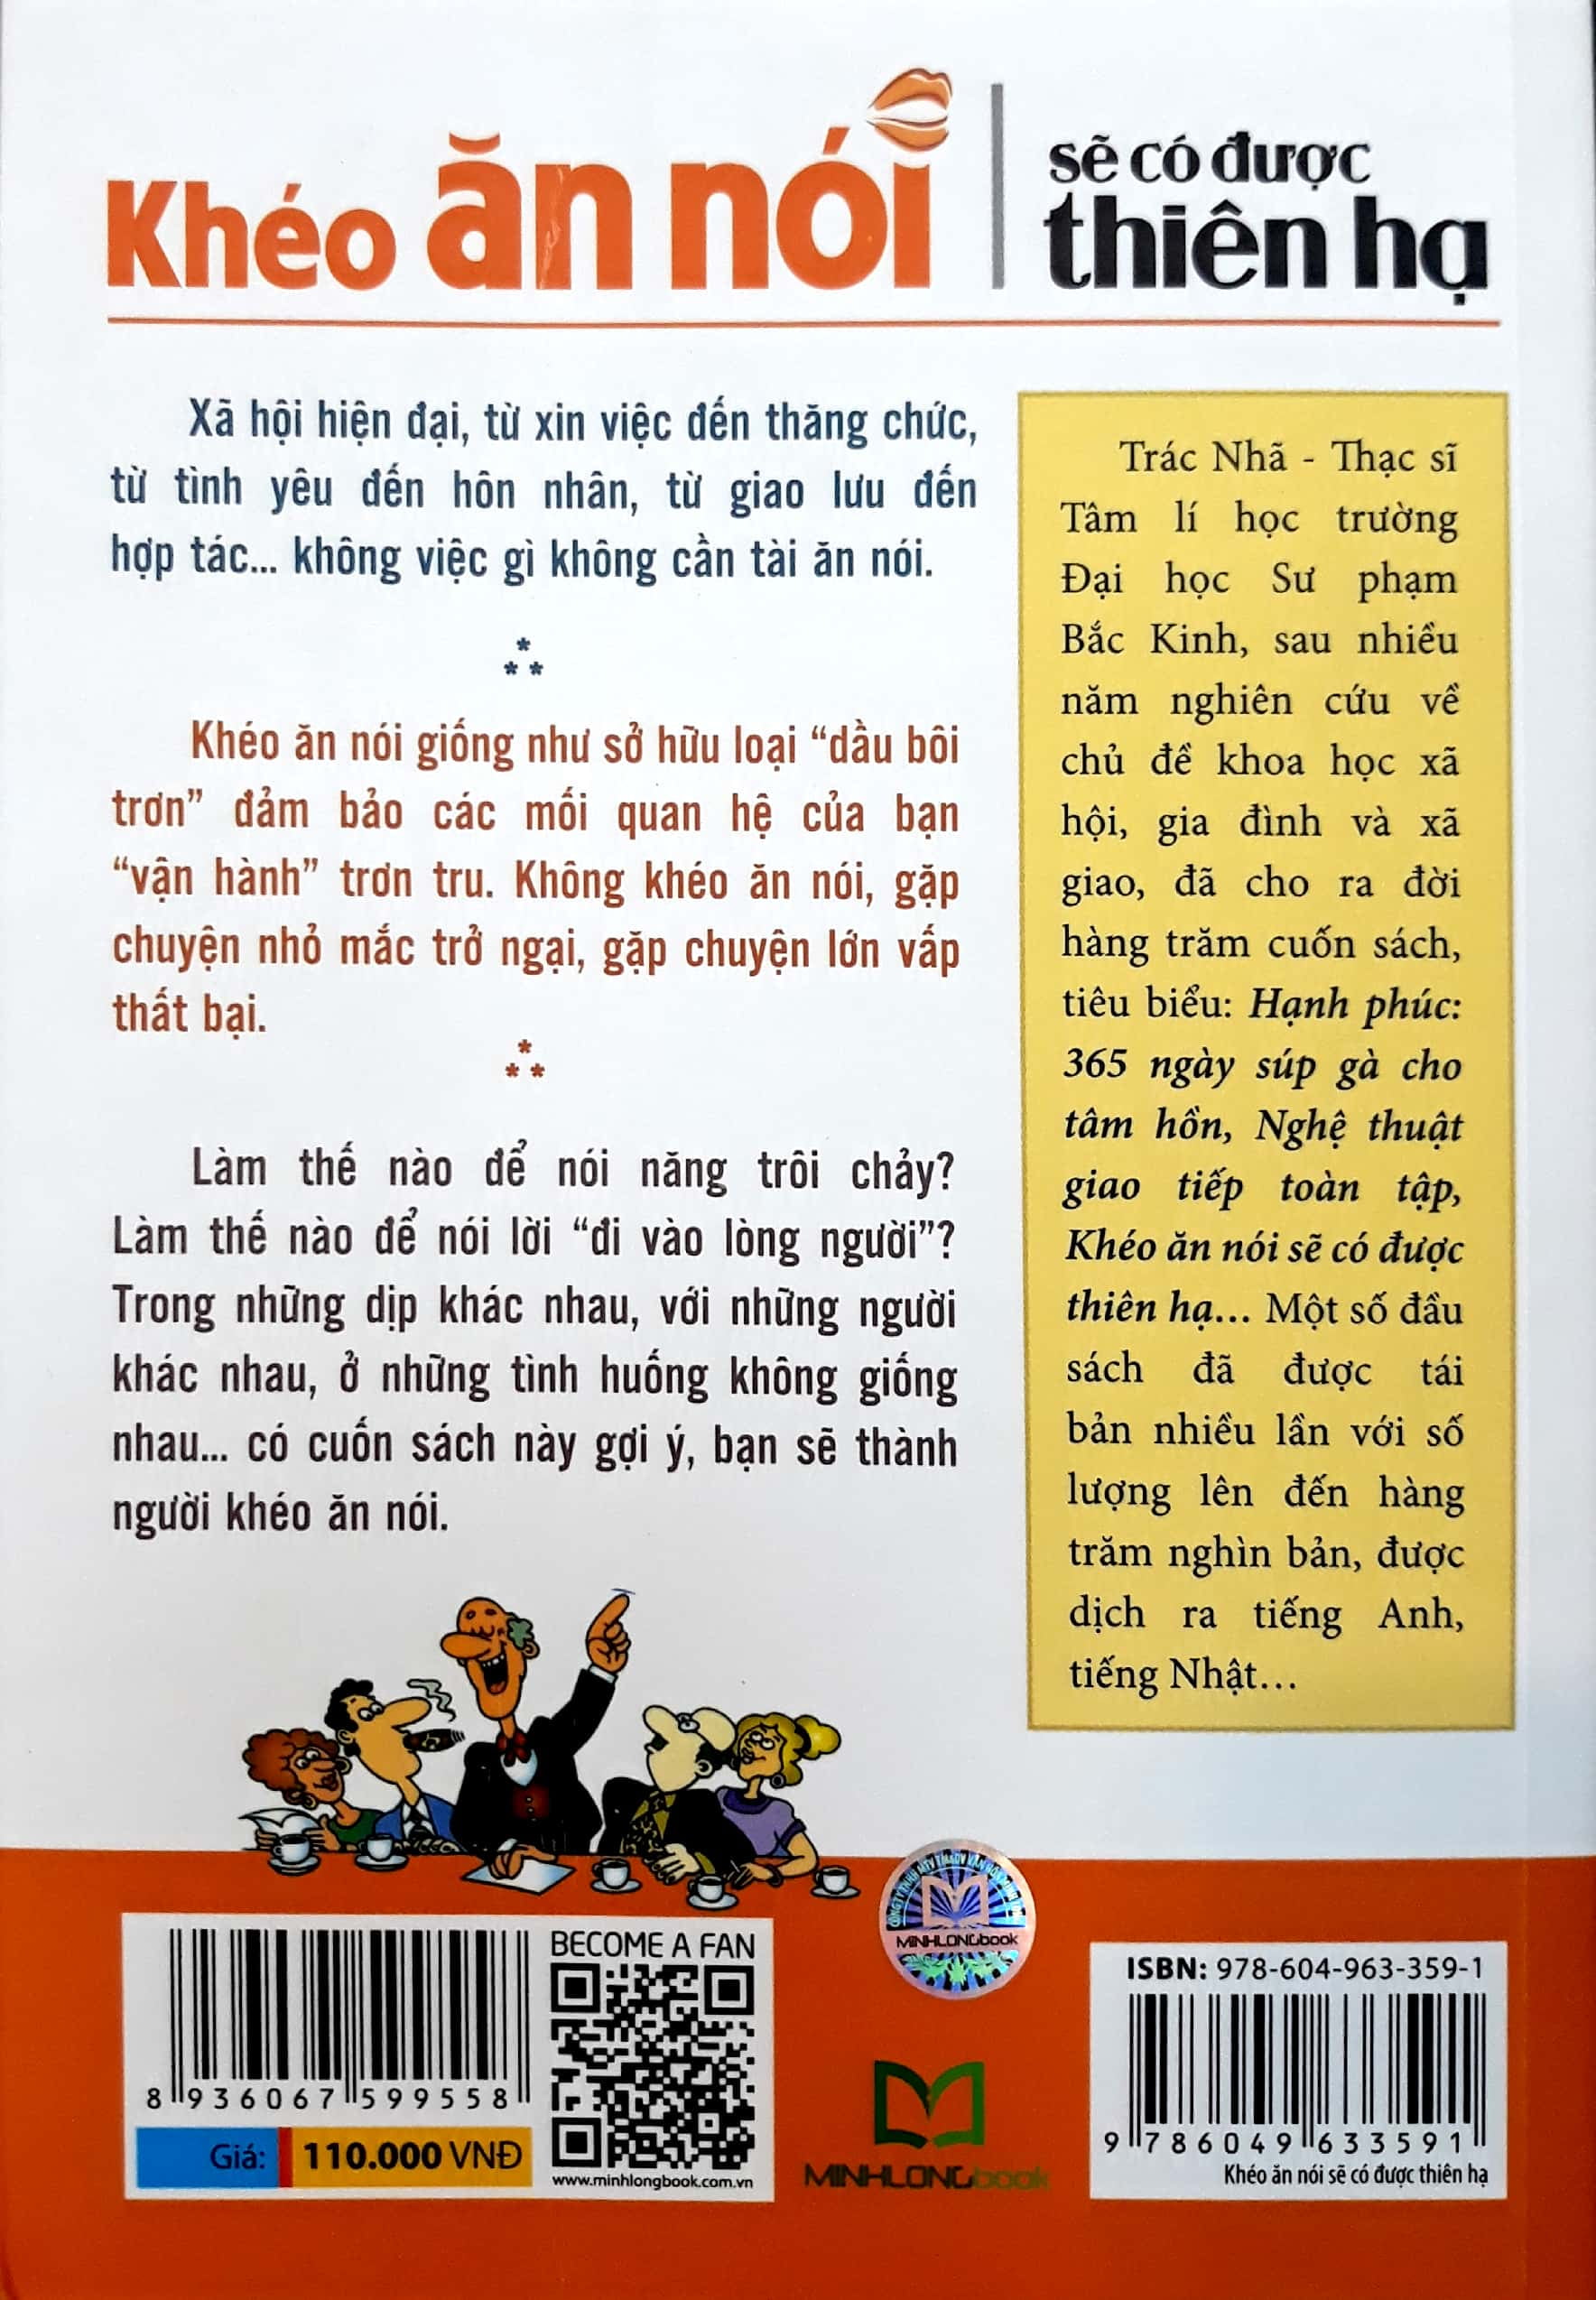 Khéo ăn nói
sẽ có được
thiên hạ
Xã hội hiện đại, từ xin việc đến thăng chức,
từ tình yêu đến hôn nhân, từ giao lưu đến
hợp tác... không việc gì không cần tài ăn nói.
*
* *
Khéo ăn nói giống như sở hữu loại “dầu bôi
trơn” đảm bảo các mối quan hệ của bạn
“vận hành” trơn tru. Không khéo ăn nói, gặp
chuyện nhỏ mắc trở ngại, gặp chuyện lớn vấp
thất bại.
*
* *
Làm thế nào để nói năng trôi chảy?
Làm thế nào để nói lời “đi vào lòng người”?
Trong những dịp khác nhau, với những người
khác nhau, ở những tình huống không giống
nhau... có cuốn sách này gợi ý, bạn sẽ thành
người khéo ăn nói.
Trác Nhã - Thạc sĩ
Tâm lí học trường
Đại học Sư phạm
Bắc Kinh, sau nhiều
năm nghiên cứu về
chủ đề khoa học xã
hội, gia đình và xã
giao, đã cho ra đời
hàng trăm cuốn sách,
tiêu biểu: Hạnh phúc:
365 ngày súp gà cho
tâm hồn, Nghệ thuật
giao tiếp toàn tập,
Khéo ăn nói sẽ có được
thiên hạ... Một số đầu
sách đã được tái
bản nhiều lần với số
lượng lên đến hàng
trăm nghìn bản, được
dịch ra tiếng Anh,
tiếng Nhật...
8 936067 599558
Giá: 110.000 VNĐ
BECOME A FAN
www.minhlongbook.com.vn
MINHLONGbook
MINHLONGbook
ISBN: 978-604-963-359-1
9 786049 633591
Khéo ăn nói sẽ có được thiên hạ